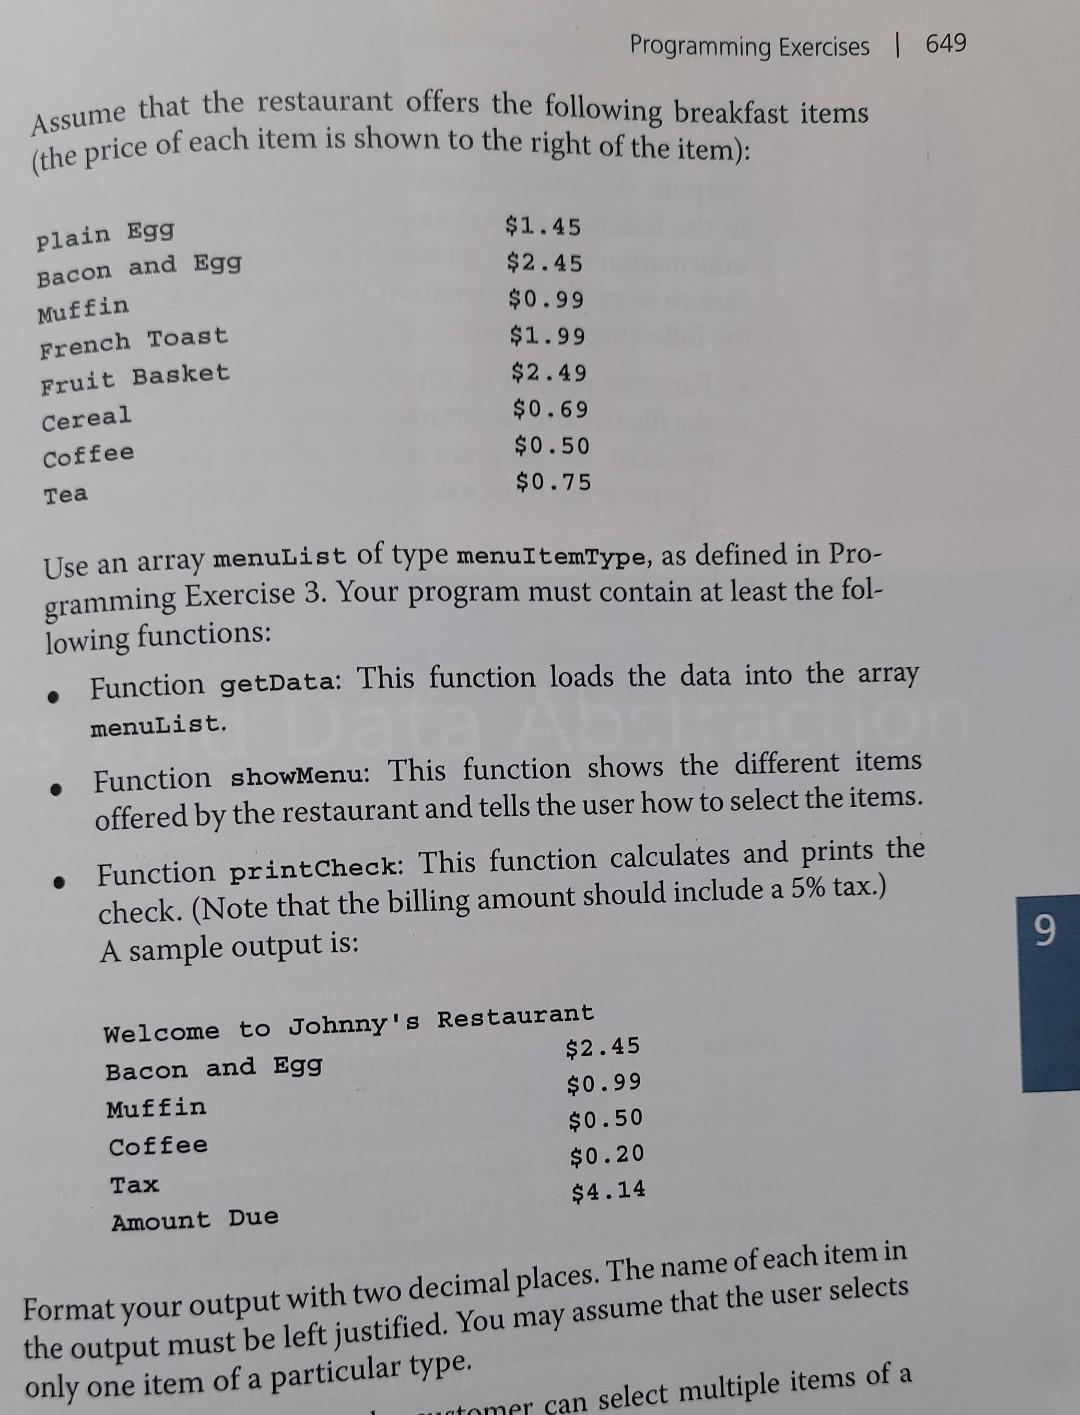 Programming Exercises | 649
Assume that the restaurant offers the following breakfast items
(the price of each item is shown to the right of the item):
Plain Egg $1.45
Bacon and Egg $2.45
Muffin $0.99
French Toast $1.99
Fruit Basket $2.49
Cereal $0.69
Coffee $0.50
Tea $0.75
Use an array menuList of type menuItemType, as defined in Pro-
gramming Exercise 3. Your program must contain at least the fol-
lowing functions:
• Function getData: This function loads the data into the array
menuList.
• Function showMenu: This function shows the different items
offered by the restaurant and tells the user how to select the items.
• Function printCheck: This function calculates and prints the
check. (Note that the billing amount should include a 5% tax.)
A sample output is:
9
Welcome to Johnny's Restaurant
Bacon and Egg $2.45
Muffin $0.99
Coffee $0.50
Tax $0.20
Amount Due $4.14
Format your output with two decimal places. The name of each item in
the output must be left justified. You may assume that the user selects
only one item of a particular type.
can select multiple items of a